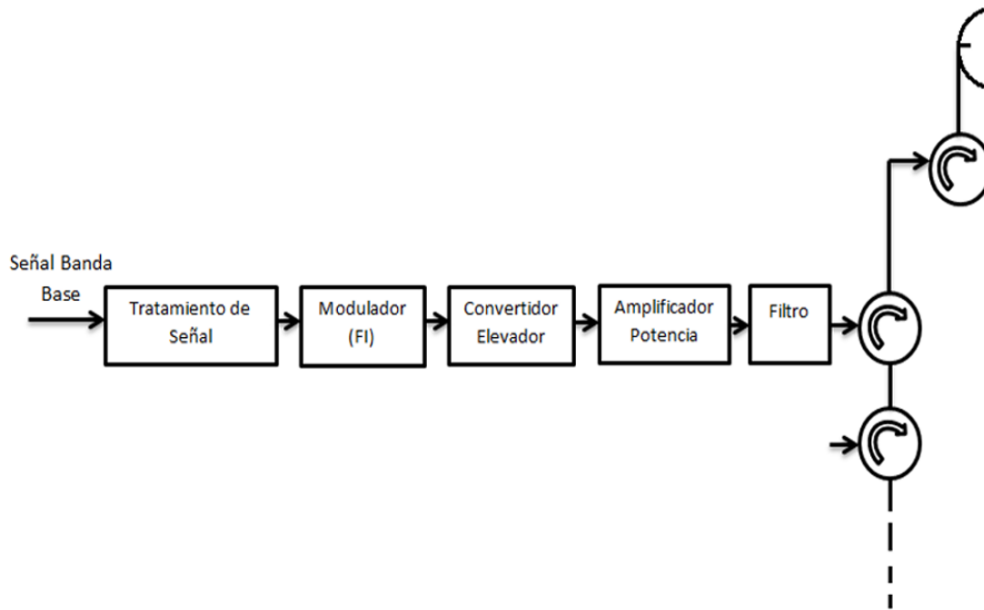 Señal Banda
Base
Tratamiento de
Señal
Modulador
(FI)
Convertidor
Elevador
Amplificador
Potencia
Filtro